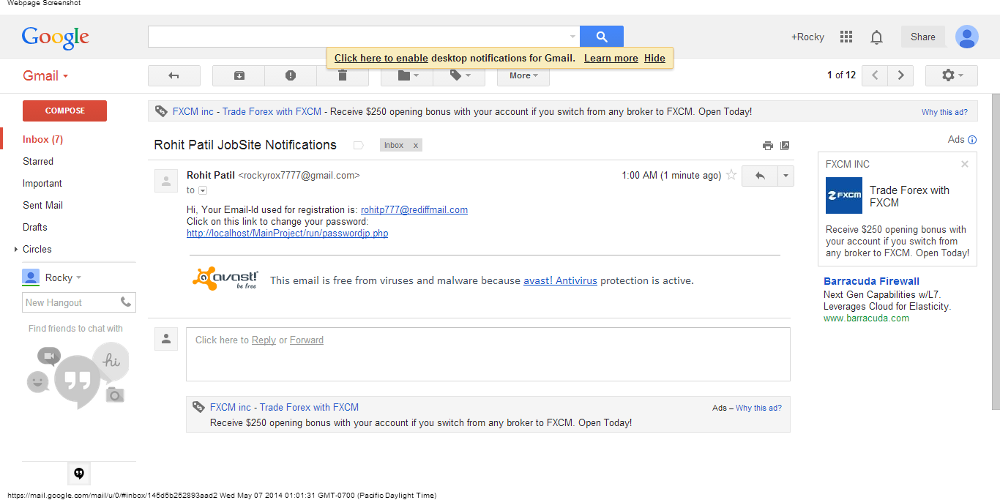 Webpage Screenshot
Google
+Rocky
Share
Click here to enable desktop notifications for Gmail. Learn more Hide
Gmail
More
1 of 12
COMPOSE
Inbox (7)
Starred
Important
Sent Mail
Drafts
Circles
Rocky
New Hangout
Find friends to chat with
hi
FXCM inc - Trade Forex with FXCM - Receive $250 opening bonus with your account if you switch from any broker to FXCM. Open Today!
Why this ad?
Rohit Patil JobSite Notifications
Inbox x
Rohit Patil <rockyrox7777@gmail.com>
1:00 AM (1 minute ago)
to
Hi, Your Email-Id used for registration is: rohitp777@rediffmail.com
Click on this link to change your password:
http://localhost/MainProject/run/passwordjp.php
avast!
be free
This email is free from viruses and malware because avast! Antivirus protection is active.
Click here to Reply or Forward
FXCM inc - Trade Forex with FXCM
Ads – Why this ad?
Receive $250 opening bonus with your account if you switch from any broker to FXCM. Open Today!
Ads
FXCM INC
FXCM
Trade Forex with
FXCM
Receive $250 opening bonus with
your account if you switch from
any broker to FXCM. Open Today!
Barracuda Firewall
Next Gen Capabilities w/L7.
Leverages Cloud for Elasticity.
www.barracuda.com
https://mail.google.com/mail/u/0/#inbox/145d5b252893aad2 Wed May 07 2014 01:01:31 GMT-0700 (Pacific Daylight Time)